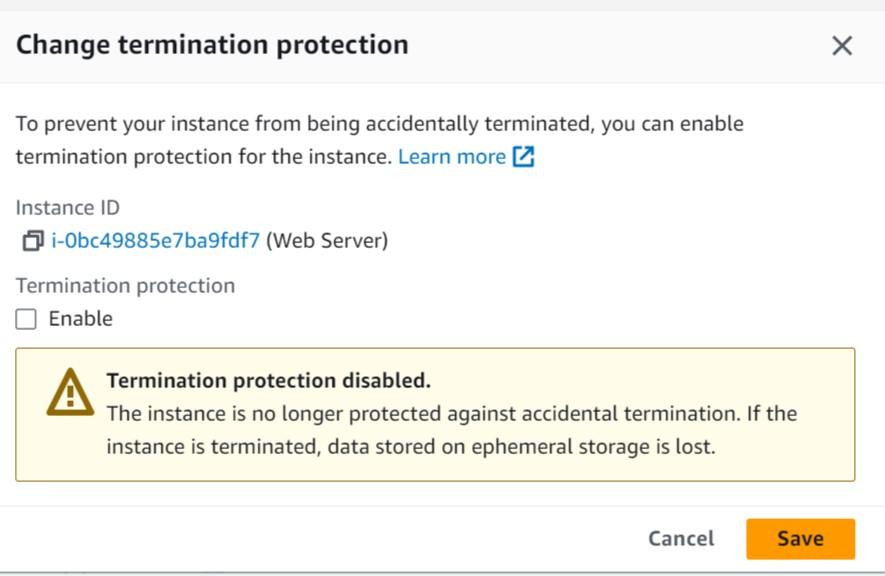 Change termination protection
To prevent your instance from being accidentally terminated, you can enable
termination protection for the instance. Learn more
Instance ID
i-0bc49885e7ba9fdf7 (Web Server)
Termination protection
Enable
Termination protection disabled.
The instance is no longer protected against accidental termination. If the
instance is terminated, data stored on ephemeral storage is lost.
Cancel Save